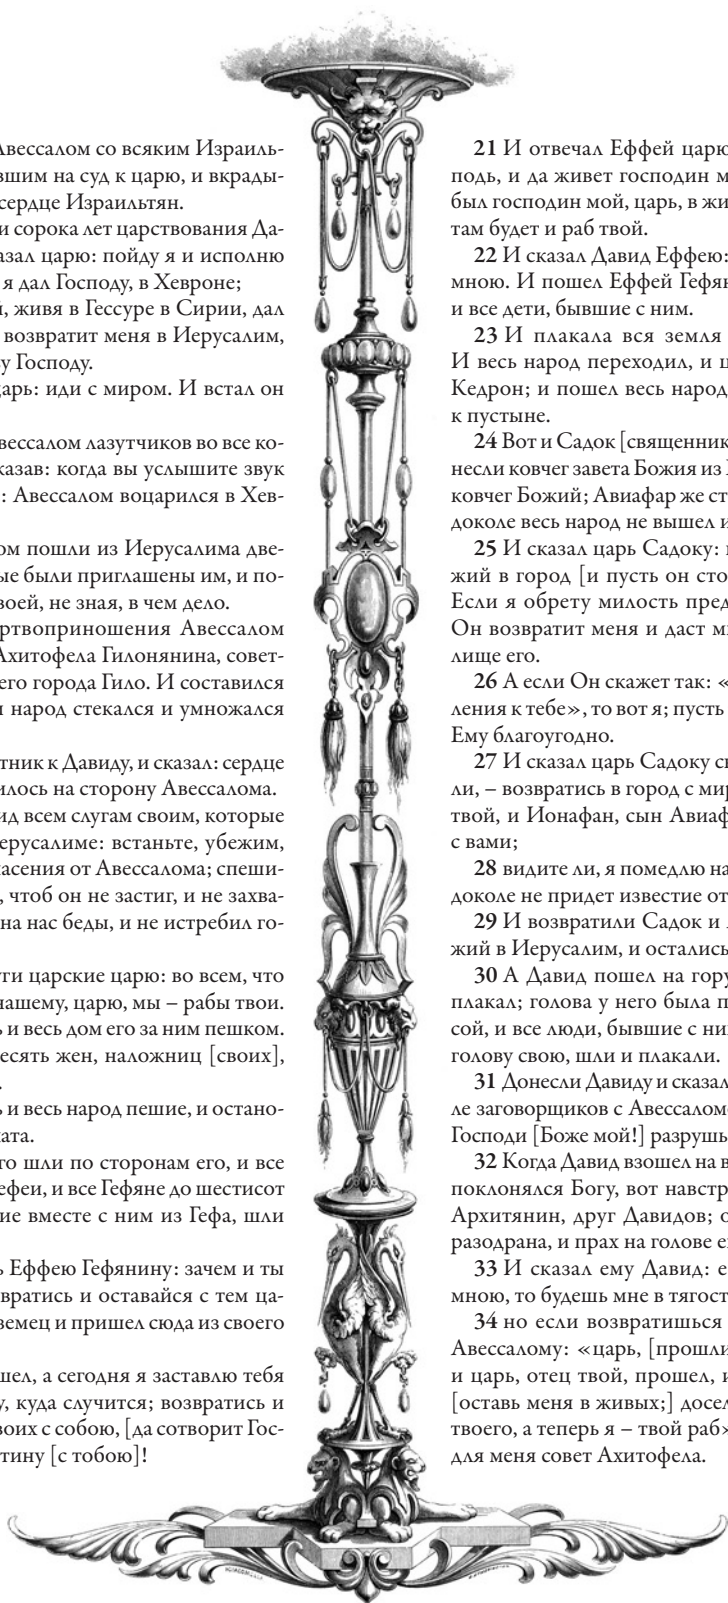 Авессалом со всяким Израиль-
вшим на суд к царю, и вкрады-
сердце Израильтян.
и сорока лет царствования Да-
азал царю: пойду я и исполню
я дал Господу, в Хевроне;
й, живя в Гессуре в Сирии, дал
возвратит меня в Иерусалим,
у Господу.
царь: иди с миром. И встал он
вессалом лазутчиков во все ко-
казав: когда вы услышите звук
: Авессалом воцарился в Хев-
ом пошли из Иерусалима две-
ые были приглашены им, и по-
воей, не зная, в чем дело.
ртвоприношения Авессалом
Ахитофела Гилонянина, совет-
его города Гило. И составился
и народ стекался и умножался
тник к Давиду, и сказал: сердце
илось на сторону Авессалома.
ид всем слугам своим, которые
ерусалиме: встаньте, убежим,
пасения от Авессалома; спеши-
, чтоб он не застиг, и не захва-
на нас беды, и не истребил го-
уги царские царю: во всем, что
нашему, царю, мы – рабы твои.
ь и весь дом его за ним пешком.
есять жен, наложниц [своих],
.
ь и весь народ пешие, и остано-
ата.
го шли по сторонам его, и все
ефеи, и все Гефяне до шестисот
ие вместе с ним из Гефа, шли
ь Еффею Гефянину: зачем и ты
вратись и оставайся с тем ца-
земец и пришел сюда из своего
шел, а сегодня я заставлю тебя
у, куда случится; возвратись и
воих с собою, [да сотворит Гос-
тину [с тобою]!
21 И отвечал Еффей царю
подь, и да живет господин м
был господин мой, царь, в жи
там будет и раб твой.
22 И сказал Давид Еффею:
мною. И пошел Еффей Гефян
и все дети, бывшие с ним.
23 И плакала вся земля
И весь народ переходил, и ц
Кедрон; и пошел весь народ
к пустыне.
24 Вот и Садок [священник
несли ковчег завета Божия из
ковчег Божий; Авиафар же ст
доколе весь народ не вышел и
25 И сказал царь Садоку:
жий в город [и пусть он сто
Если я обрету милость пред
Он возвратит меня и даст м
лище его.
26 А если Он скажет так: «
ления к тебе», то вот я; пусть
Ему благоугодно.
27 И сказал царь Садоку св
ли, – возвратись в город с мир
твой, и Ионафан, сын Авиаф
с вами;
28 видите ли, я помедлю на
доколе не придет известие от
29 И возвратили Садок и
жий в Иерусалим, и остались
30 А Давид пошел на гору
плакал; голова у него была п
сой, и все люди, бывшие с ни
голову свою, шли и плакали.
31 Донесли Давиду и сказал
ле заговорщиков с Авессаломо
Господи [Боже мой!] разрушь
32 Когда Давид взошел на в
поклонялся Богу, вот навстр
Архитянин, друг Давидов; о
разодрана, и прах на голове е
33 И сказал ему Давид: е
мною, то будешь мне в тягост
34 но если возвратишься
Авессалому: «царь, [прошли
и царь, отец твой, прошел, и
[оставь меня в живых;] досел
твоего, а теперь я – твой раб»
для меня совет Ахитофела.